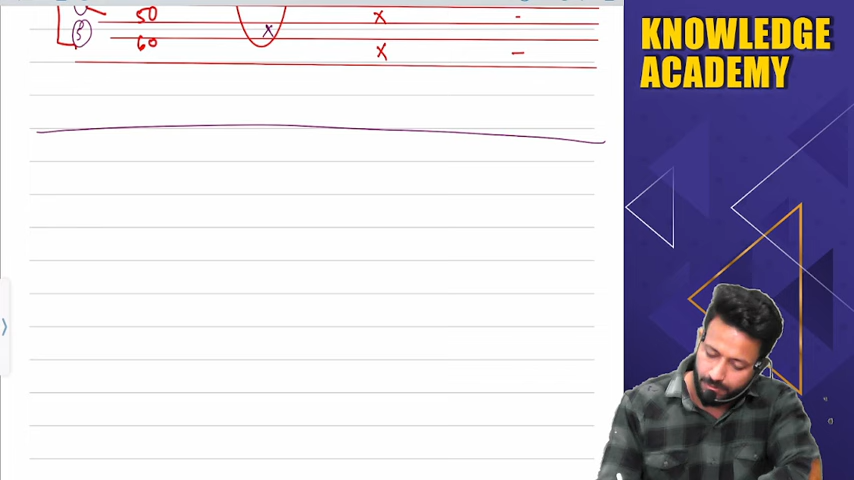 50 x -
x
60 x -
KNOWLEDGE
ACADEMY